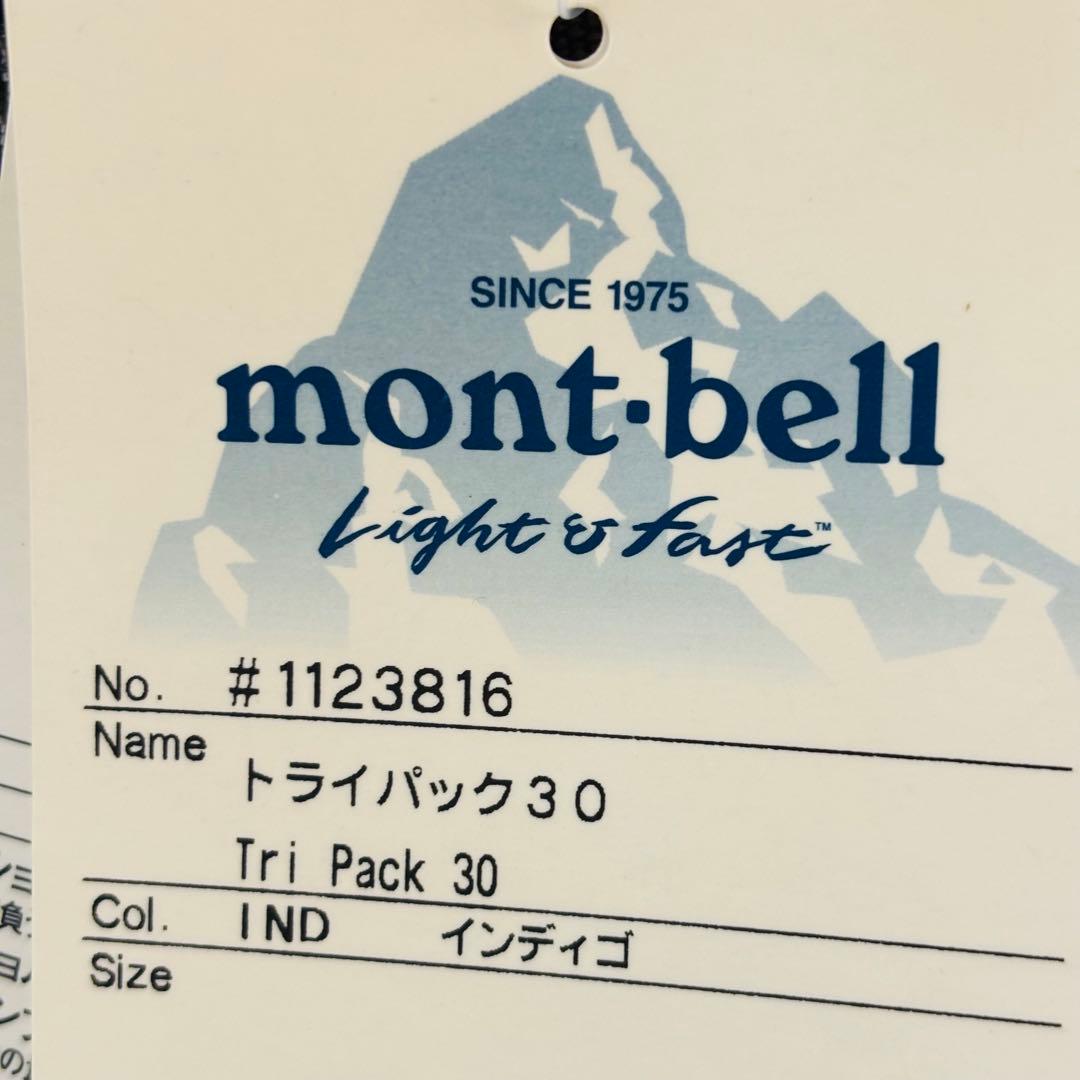 SINCE 1975
mont-bell
Light & Fast™
No. #1123816
Name
トライパック30
Tri Pack 30
Col. IND インディゴ
Size